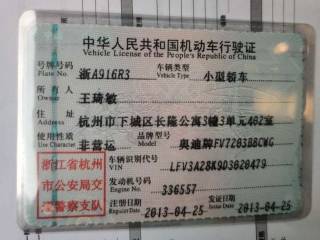 中华人民共和国机动车行驶证
Vehicle License of the People's Republic of China
号牌号码 Plate No. 浙A916R3 车辆类型 Vehicle Type 小型轿车
所有人 Owner 王琦敏
住址 Address 杭州市下城区长隆公寓3幢3单元402室
使用性质 Use Character 非营运 品牌型号 Model 奥迪牌FV7203BBCWG
浙江省杭州 车辆识别代号 VIN LFV3A28K9D3028479
市公安局交 发动机号码 Engine No. 336557
通警察支队 注册日期 Register Date 2013-04-25 发证日期 Issue Date 2013-04-25